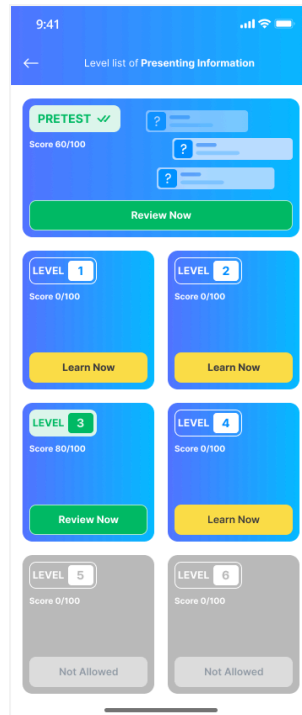 9:41
Level list of Presenting Information
PRETEST
Score 60/100
?
?
?
Review Now
LEVEL 1
Score 0/100
Learn Now
LEVEL 2
Score 0/100
Learn Now
LEVEL 3
Score 80/100
Review Now
LEVEL 4
Score 0/100
Learn Now
LEVEL 5
Score 0/100
Not Allowed
LEVEL 6
Score 0/100
Not Allowed